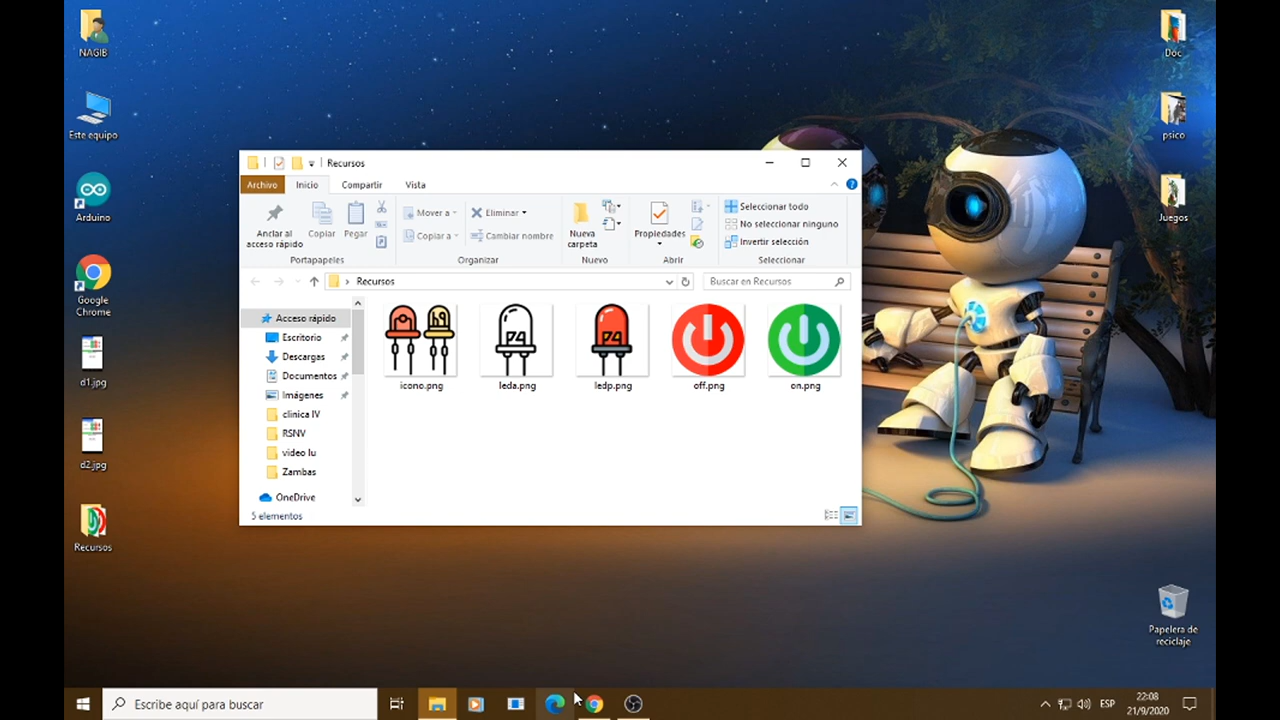 NAGIB
Este equipo
Arduino
Google
Chrome
d1.jpg
d2.jpg
Recursos
Doc
psico
Juegos
Papelera de
reciclaje
Recursos
Archivo
Inicio
Compartir
Vista
Anclar al
acceso rápido
Copiar
Pegar
Portapapeles
Mover a
Copiar a
Eliminar
Cambiar nombre
Organizar
Nueva
carpeta
Nuevo
Propiedades
Abrir
Seleccionar todo
No seleccionar ninguno
Invertir selección
Seleccionar
Recursos
Buscar en Recursos
Acceso rápido
Escritorio
Descargas
Documentos
Imágenes
clinica IV
RSNV
video lu
Zambas
OneDrive
icono.png
leda.png
ledp.png
off.png
on.png
5 elementos
Escribe aquí para buscar
ESP
22:08
21/9/2020